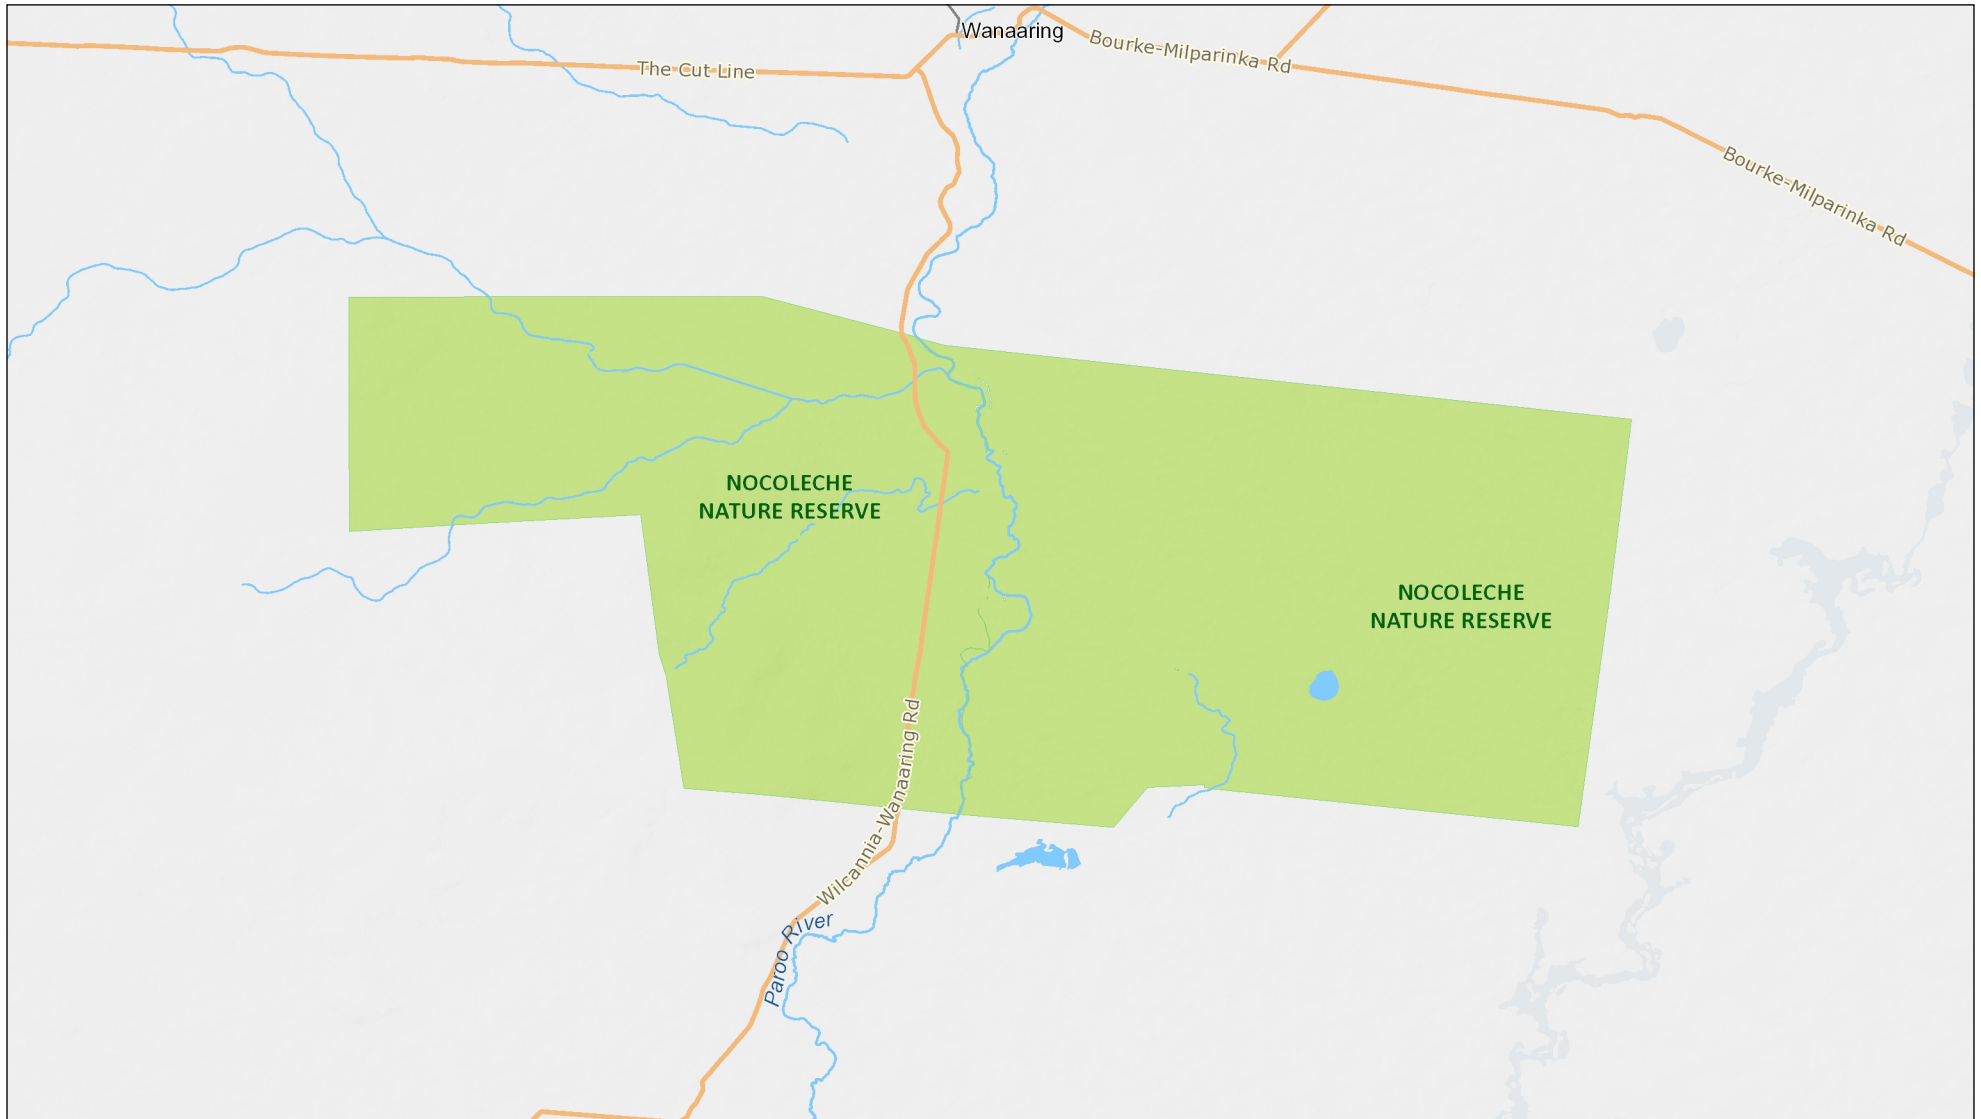 Wanaaring
Bourke-Milparinka Rd
The Cut Line
Bourke-Milparinka Rd
NOCOLECHE
NATURE RESERVE
NOCOLECHE
NATURE RESERVE
Wilcannia-Wanaaring Rd
Paroo River